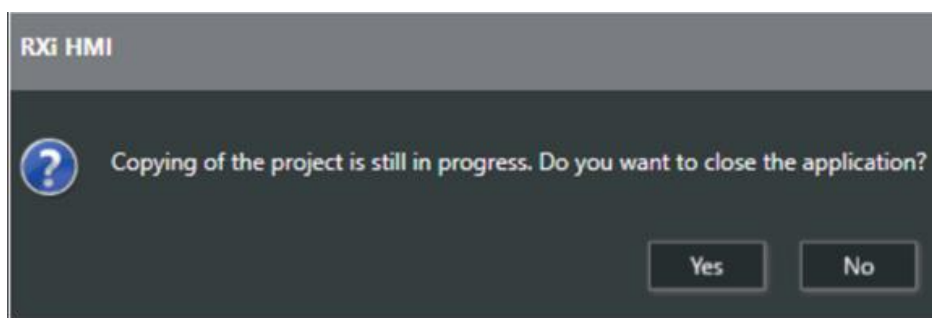 RXi HMI
Copying of the project is still in progress. Do you want to close the application?
Yes No